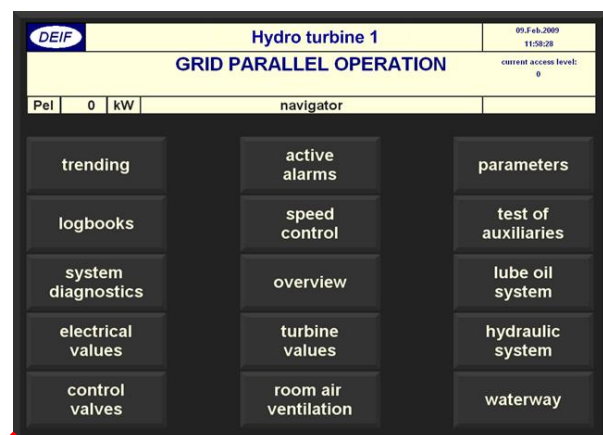 DEIF
Hydro turbine 1
09.Feb.2009
11:58:28
GRID PARALLEL OPERATION
current access level:
0
Pel 0 kW navigator
trending
active
alarms
parameters
logbooks
speed
control
test of
auxiliaries
system
diagnostics
overview
lube oil
system
electrical
values
turbine
values
hydraulic
system
control
valves
room air
ventilation
waterway